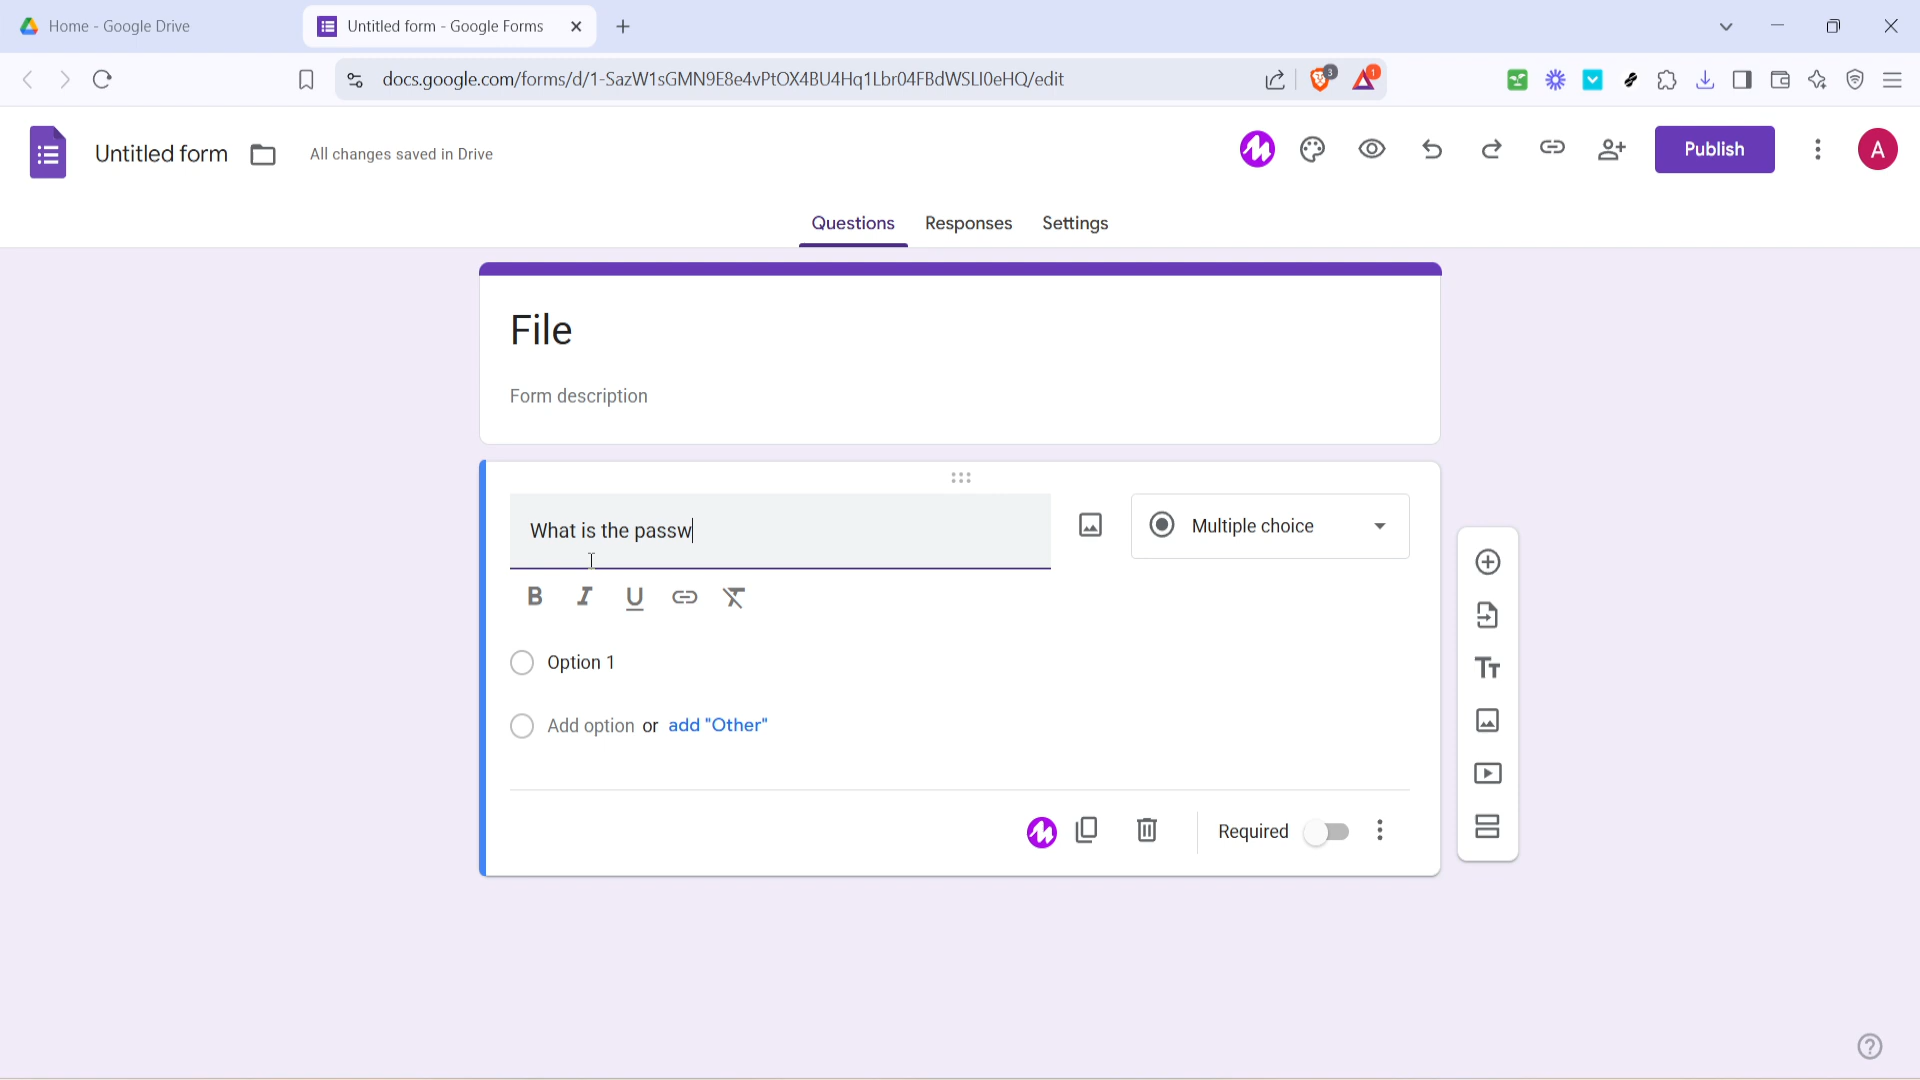 Home - Google Drive
Untitled form - Google Forms
docs.google.com/forms/d/1-SazW1sGMN9E8e4vPtOX4BU4Hq1Lbr04FBdWSLI0eHQ/edit
3
1
Untitled form
All changes saved in Drive
Publish
A
Questions
Responses
Settings
File
Form description
What is the passw
Multiple choice
B I U
Option 1
Add option or add "Other"
Required